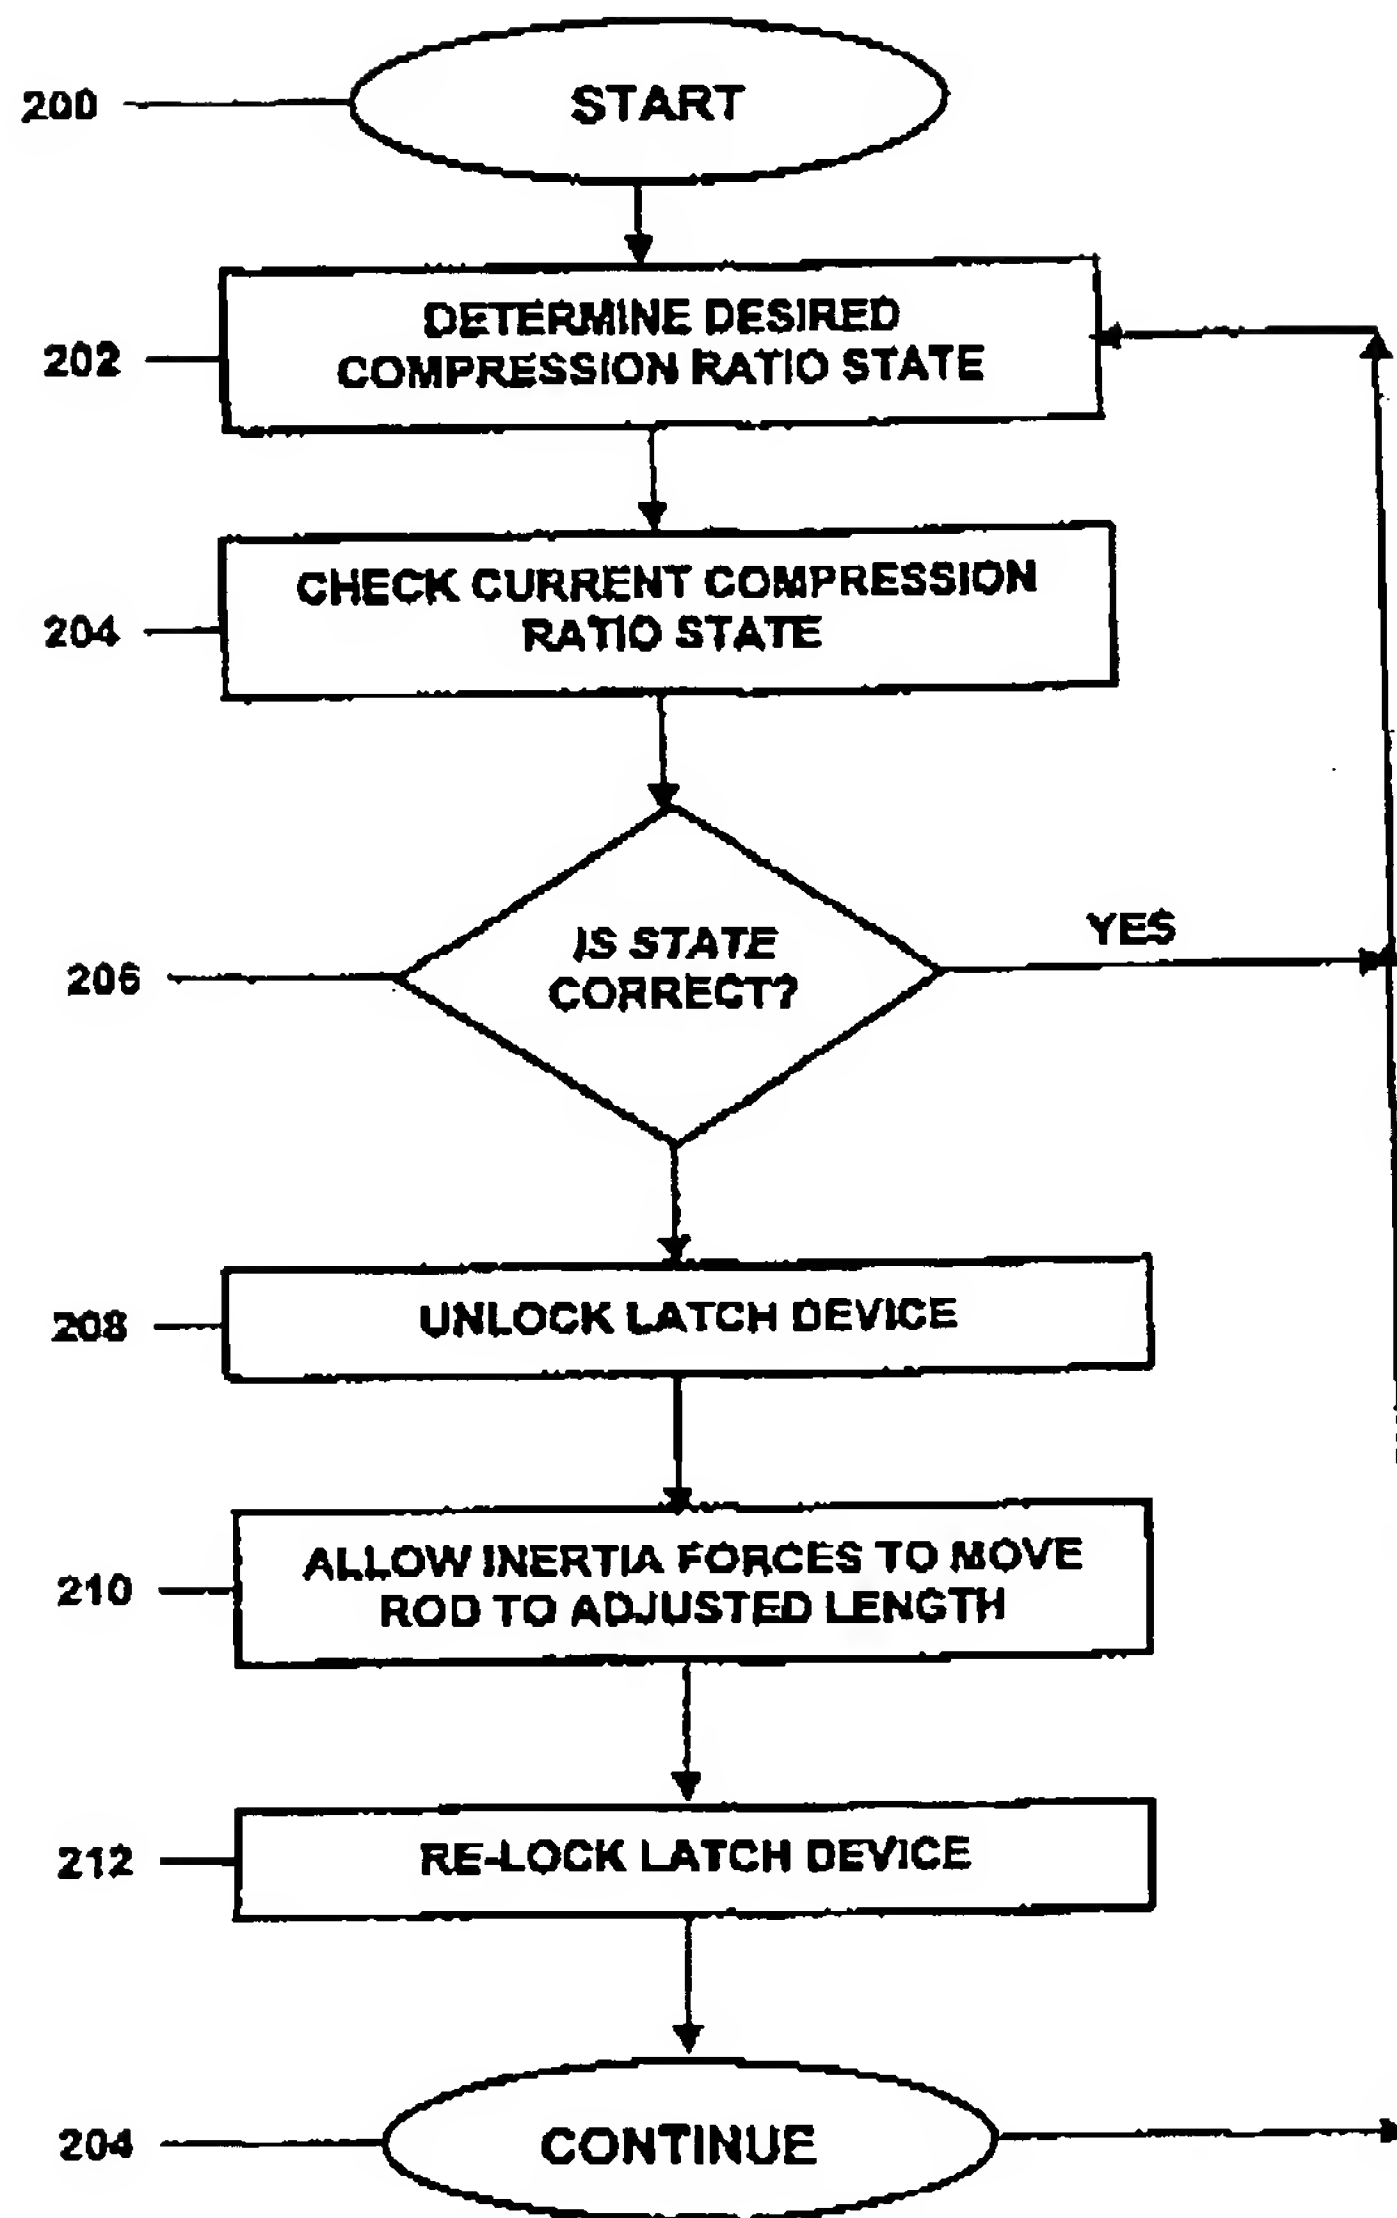 200
START
202
DETERMINE DESIRED
COMPRESSION RATIO STATE
204
CHECK CURRENT COMPRESSION
RATIO STATE
206
IS STATE
CORRECT?
YES
208
UNLOCK LATCH DEVICE
210
ALLOW INERTIA FORCES TO MOVE
ROD TO ADJUSTED LENGTH
212
RE-LOCK LATCH DEVICE
204
CONTINUE